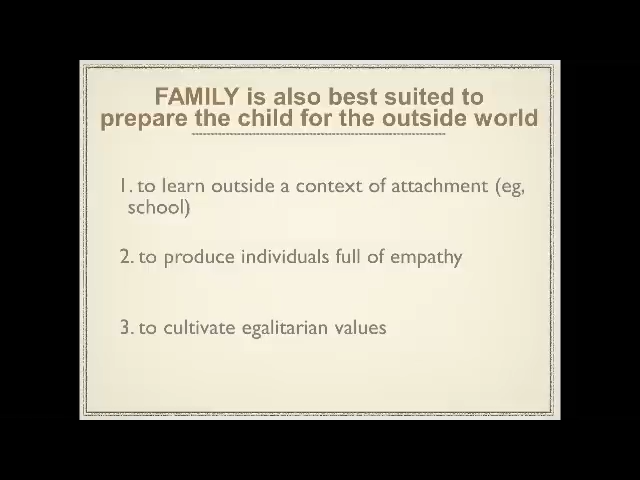 FAMILY is also best suited to
prepare the child for the outside world
1. to learn outside a context of attachment (eg,
school)
2. to produce individuals full of empathy
3. to cultivate egalitarian values